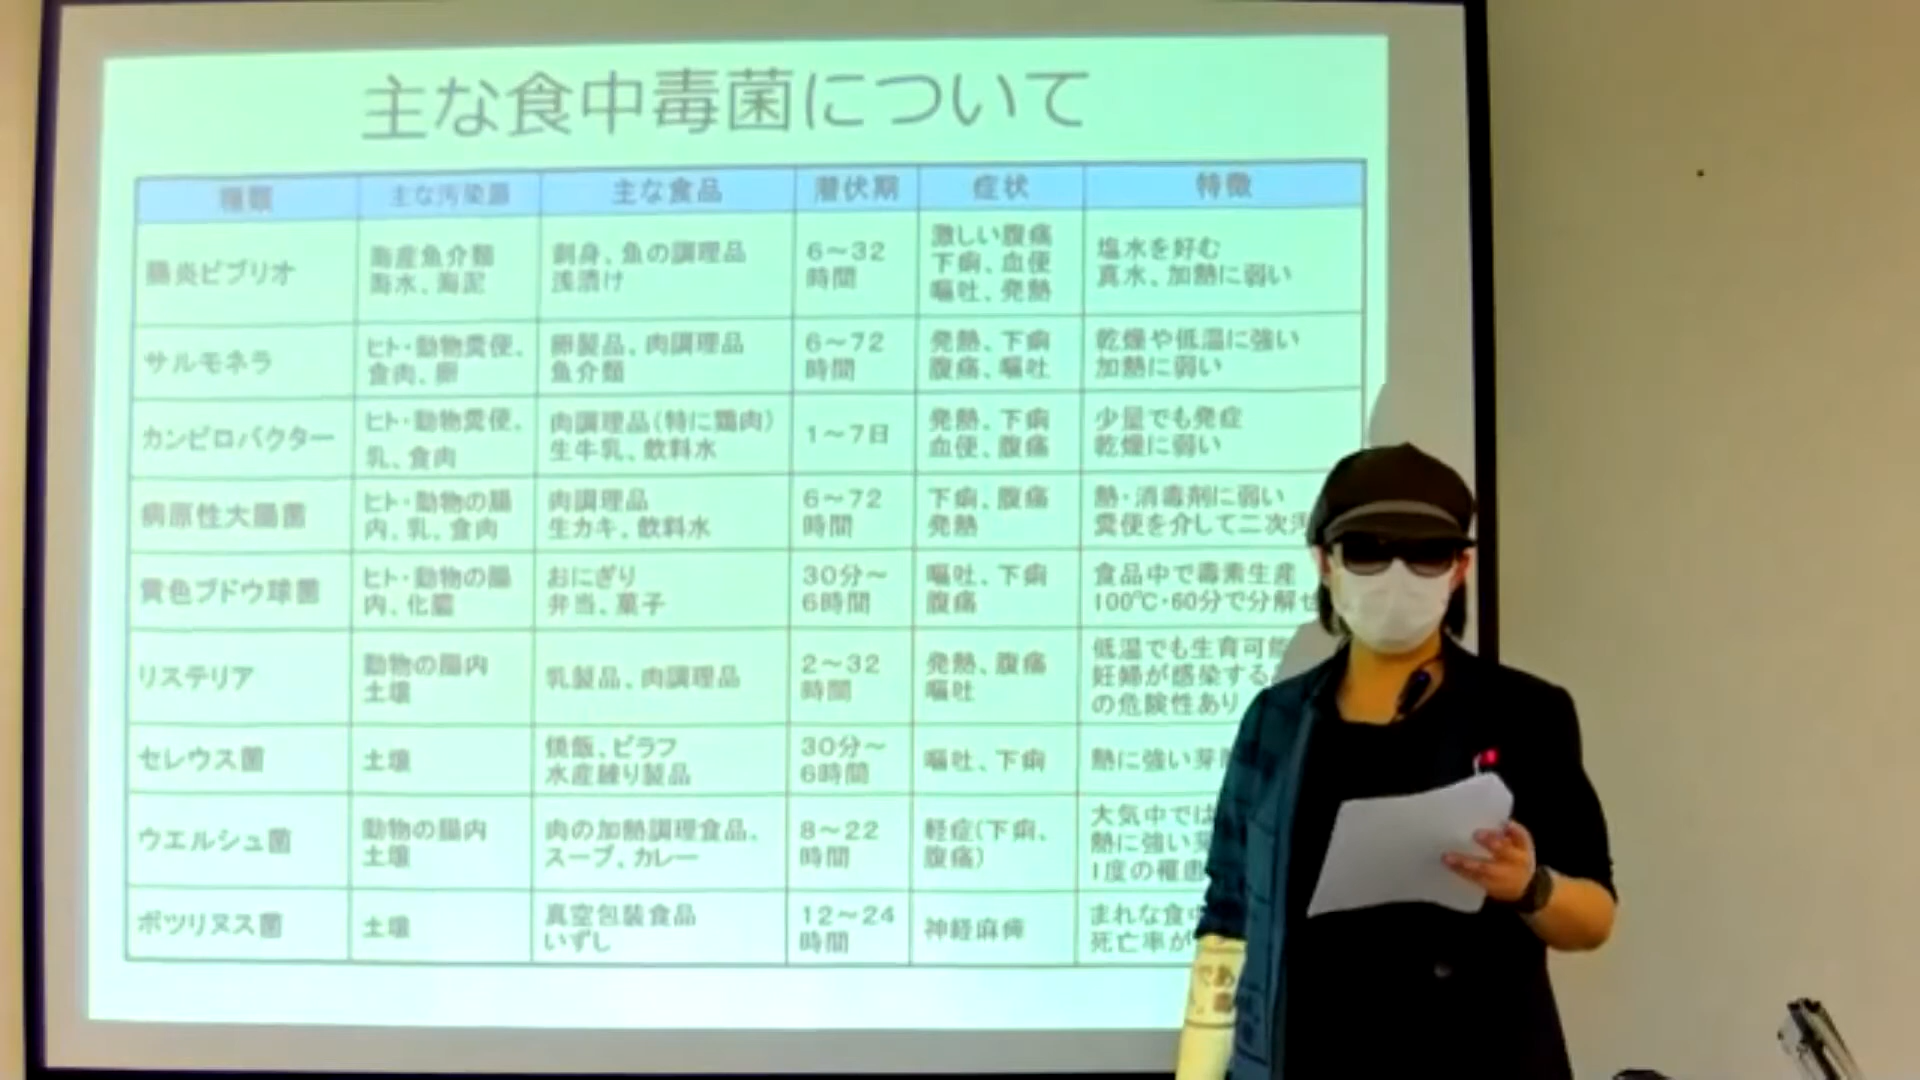 主な食中毒菌について
種類 主な汚染源 主な食品 潜伏期 症状 特徴
腸炎ビブリオ
海産魚介類
海水、海泥
刺身、魚の調理品
浅漬け
6〜32
時間
激しい腹痛
下痢、血便
嘔吐、発熱
塩水を好む
真水、加熱に弱い
サルモネラ
ヒト・動物糞便、
食肉、卵
卵製品、肉調理品
魚介類
6〜72
時間
発熱、下痢
腹痛、嘔吐
乾燥や低温に強い
加熱に弱い
カンピロバクター
ヒト・動物糞便、
乳、食肉
肉調理品(特に鶏肉)
生牛乳、飲料水
1〜7日
発熱、下痢
血便、腹痛
少量でも発症
乾燥に弱い
病原性大腸菌
ヒト・動物の腸
内、乳、食肉
肉調理品
生カキ、飲料水
6〜72
時間
下痢、腹痛
発熱
熱・消毒剤に弱い
糞便を介して二次汚
黄色ブドウ球菌
ヒト・動物の腸
内、化膿
おにぎり
弁当、菓子
30分〜
6時間
嘔吐、下痢
腹痛
食品中で毒素生産
100℃・60分で分解せ
リステリア
動物の腸内
土壌
乳製品、肉調理品
2〜32
時間
発熱、腹痛
嘔吐
低温でも生育可能
妊婦が感染する
の危険性あり
セレウス菌
土壌
焼飯、ピラフ
水産練り製品
30分〜
6時間
嘔吐、下痢
熱に強い芽
ウエルシュ菌
動物の腸内
土壌
肉の加熱調理食品、
スープ、カレー
8〜22
時間
軽症(下痢、
腹痛)
大気中では
熱に強い
1度の罹患
ボツリヌス菌
土壌
真空包装食品
いずし
12〜24
時間
神経麻痺
まれな食中
死亡率が
であ